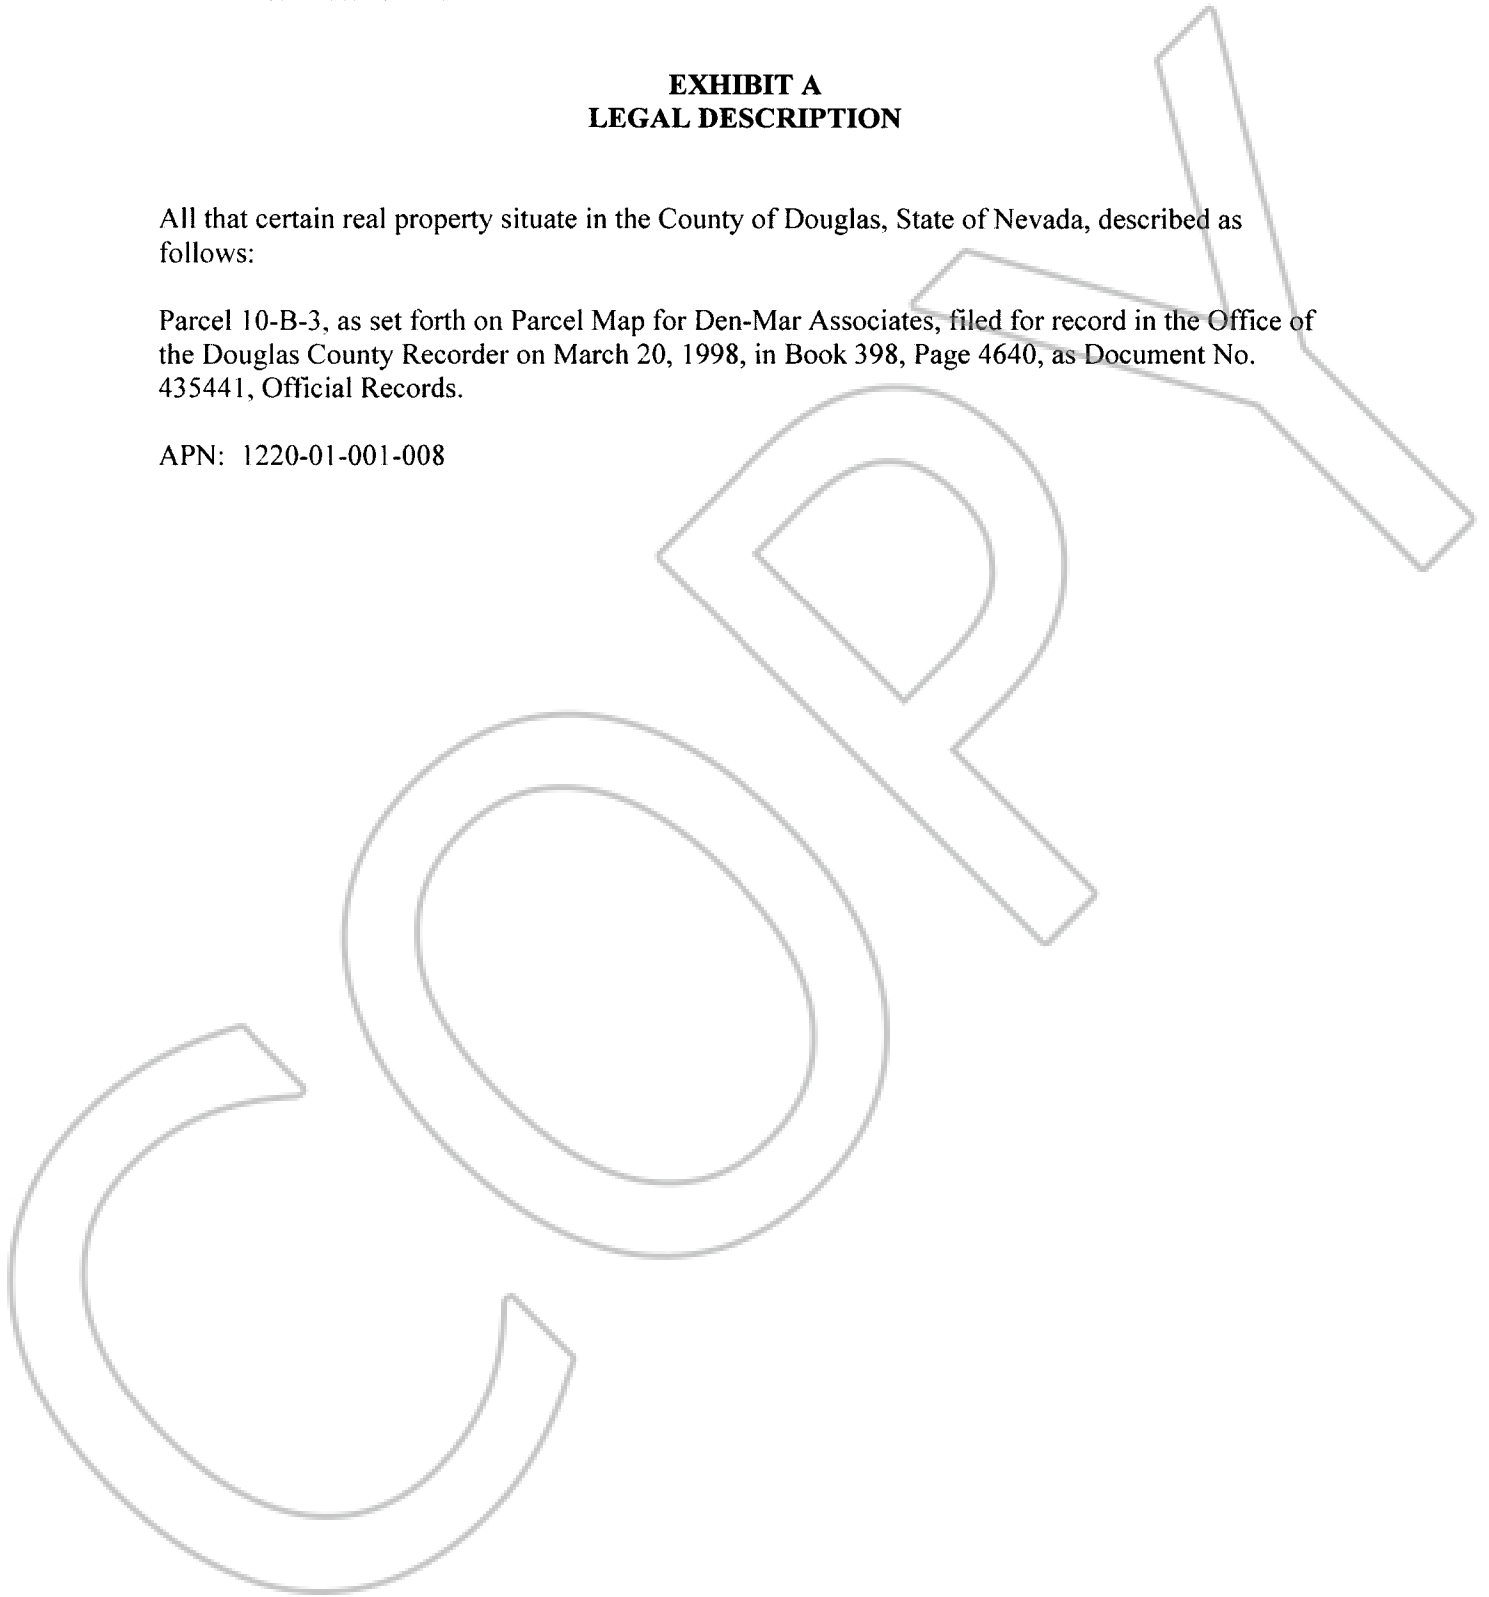 EXHIBIT A
LEGAL DESCRIPTION
All that certain real property situate in the County of Douglas, State of Nevada, described as
follows:
Parcel 10-B-3, as set forth on Parcel Map for Den-Mar Associates, filed for record in the Office of
the Douglas County Recorder on March 20, 1998, in Book 398, Page 4640, as Document No.
435441, Official Records.
APN: 1220-01-001-008
COPY